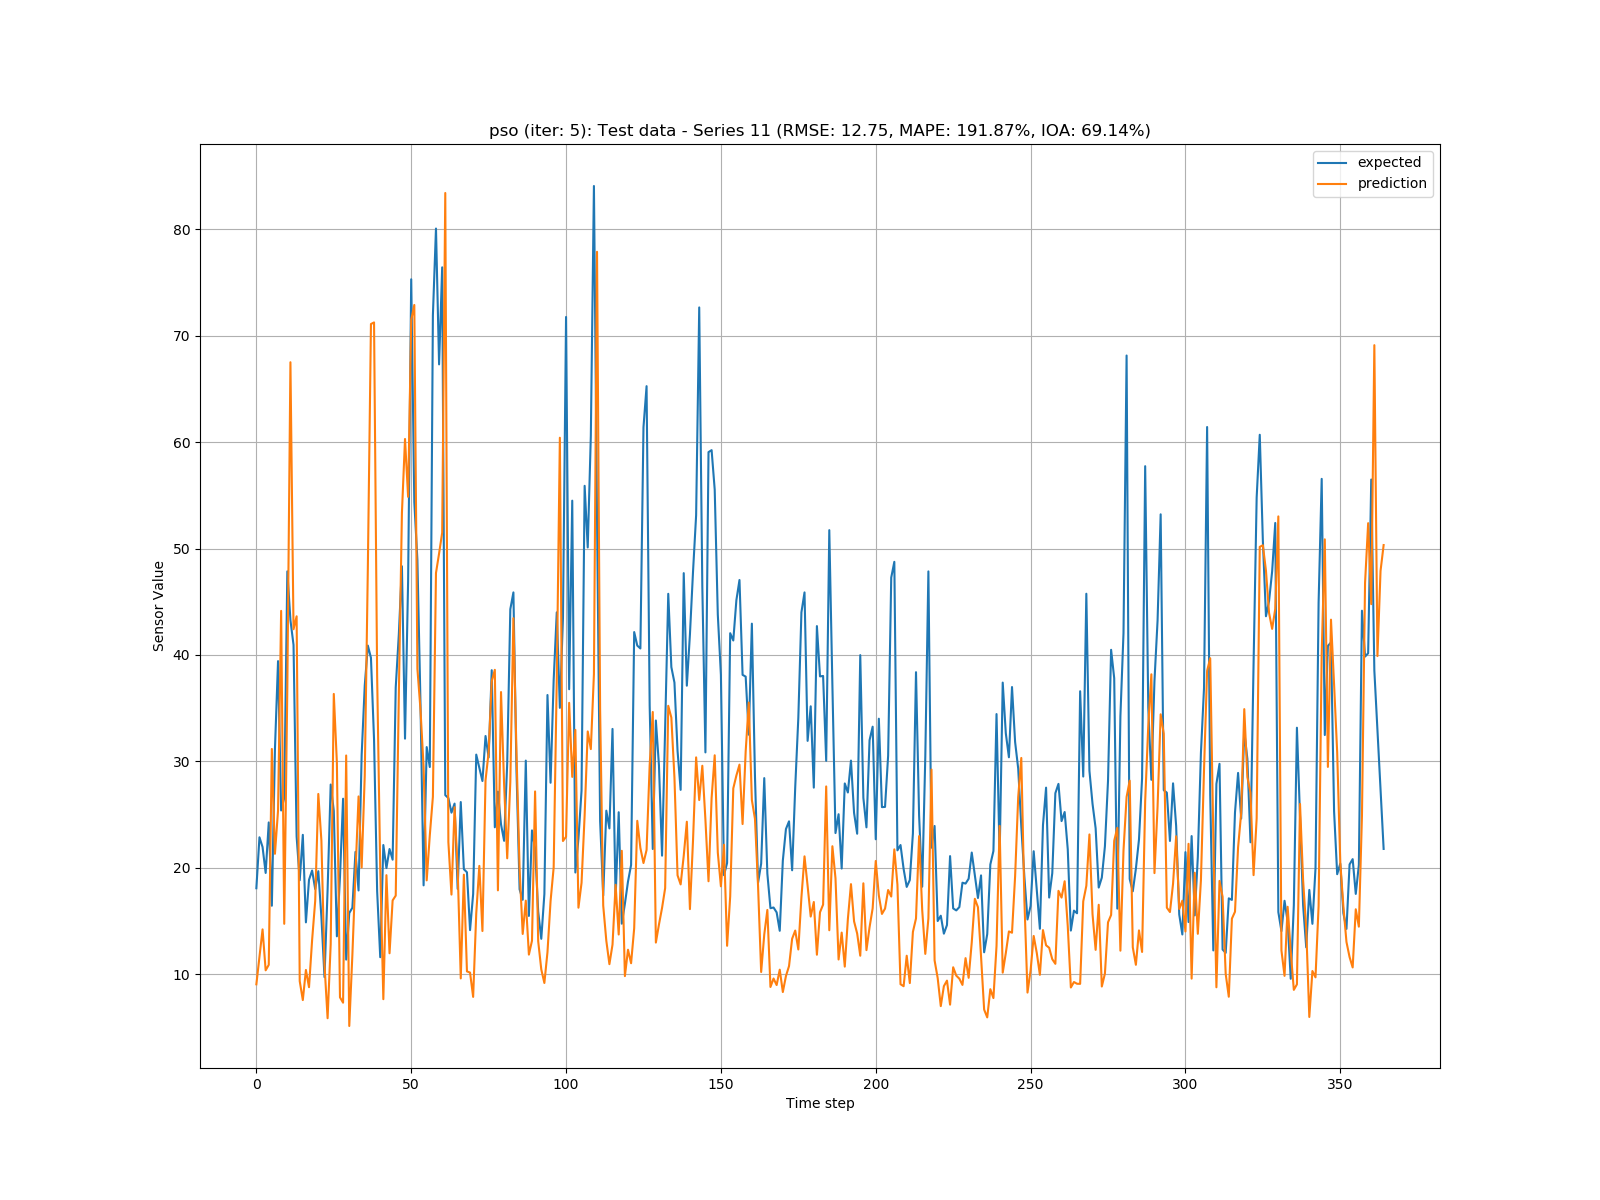 pso (iter: 5): Test data - Series 11 (RMSE: 12.75, MAPE: 191.87%, IOA: 69.14%)
expected
prediction
80
70
60
50
40
30
20
10
Sensor Value
0 50 100 150 200 250 300 350
Time step